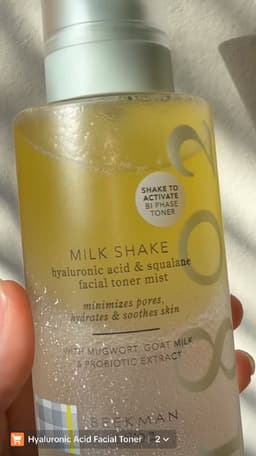 SHAKE TO
ACTIVATE
BI PHASE
TONER
MILK SHAKE
hyaluronic acid & squalane
facial toner mist
minimizes pores,
hydrates & soothes skin
WITH MUGWORT, GOAT MILK
& PROBIOTIC EXTRACT
BEEKMAN
Hyaluronic Acid Facial Toner
2